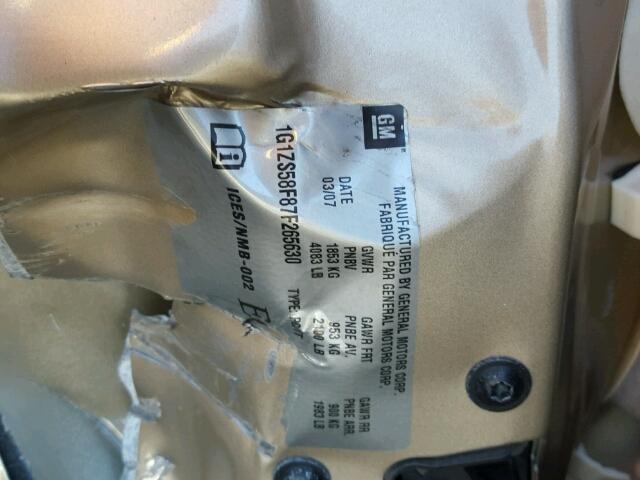 GM
MANUFACTURED BY GENERAL MOTORS CORP.
FABRIQUÉ PAR GENERAL MOTORS CORP.
DATE GVWR GAWR FRT GAWR RR
03/07 PNBV PNBE AV. PNBE ARR.
1853 KG 953 KG 900 KG
4083 LB 2100 LB 1983 LB
1G1ZS58F87F265630 TYPE:
i ICES/NMB-002